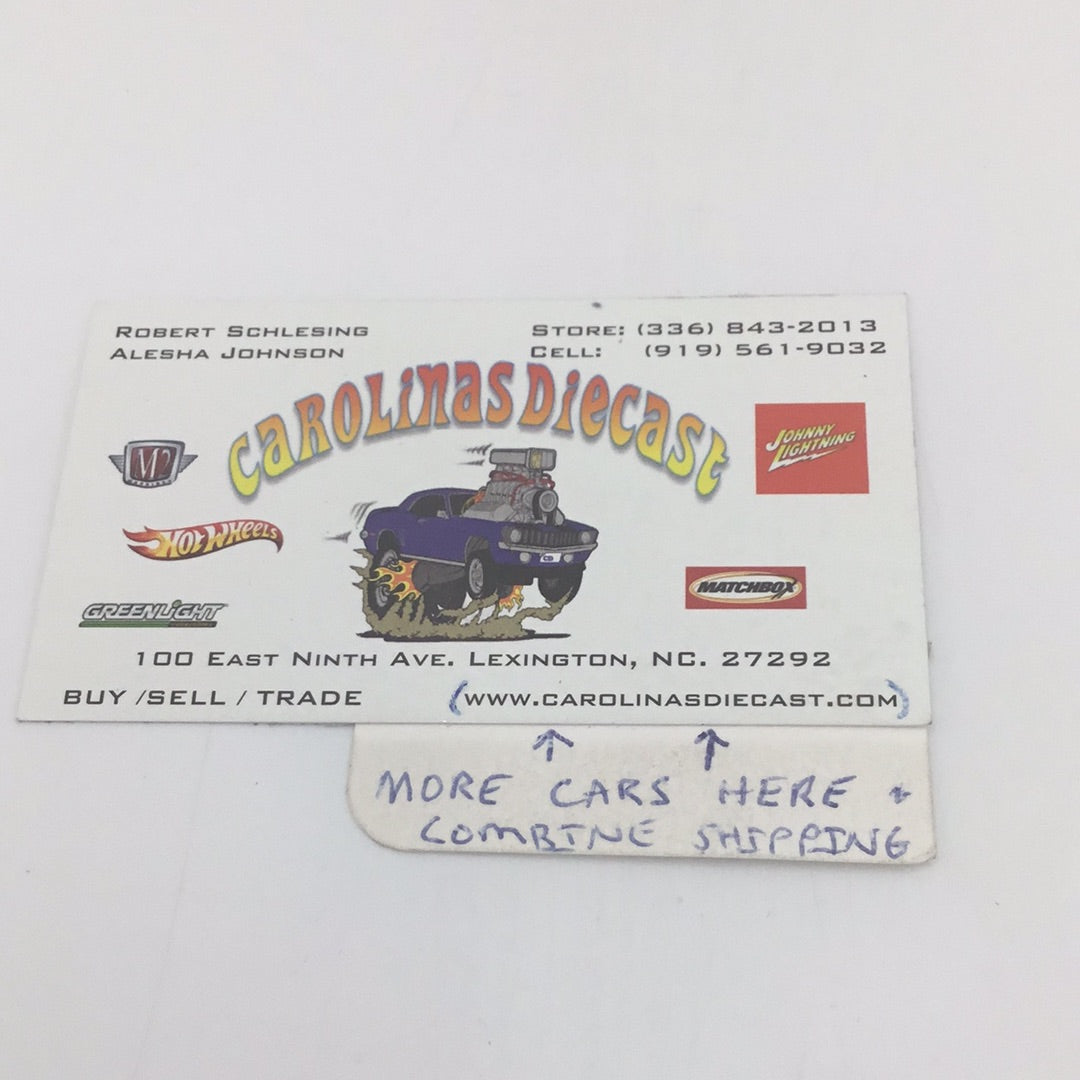 ROBERT SCHLESING
ALESHA JOHNSON
STORE: (336) 843-2013
CELL: (919) 561-9032
CAROLINAS DIECAST
M2
JOHNNY LIGHTNING
HOT WHEELS
MATCHBOX
GREENLIGHT
100 EAST NINTH AVE. LEXINGTON, NC. 27292
BUY /SELL / TRADE
(WWW.CAROLINASDIECAST.COM)
↑ ↑
MORE CARS HERE +
COMBINE SHIPPING